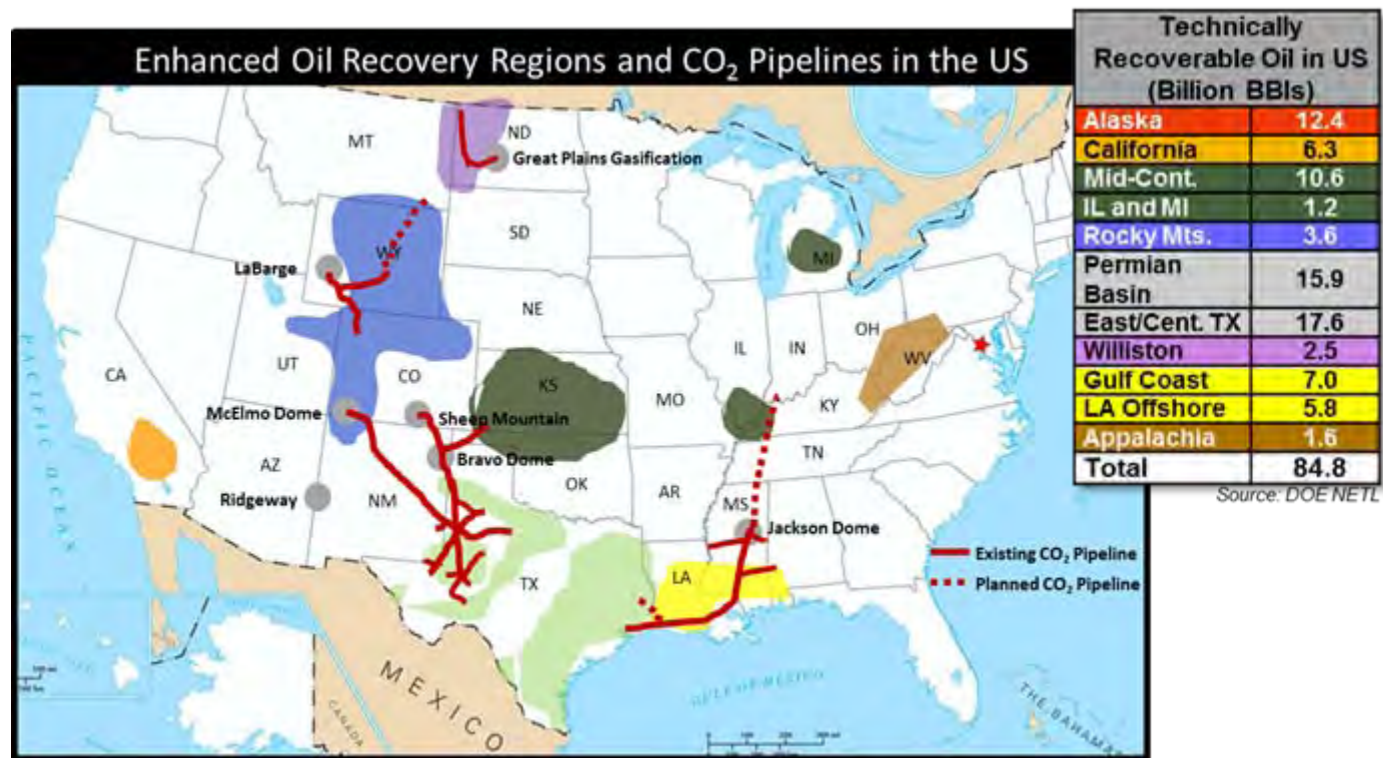 Enhanced Oil Recovery Regions and CO₂ Pipelines in the US
Technically
Recoverable Oil in US
(Billion BBls)
Alaska 12.4
California 6.3
Mid-Cont. 10.6
IL and MI 1.2
Rocky Mts. 3.6
Permian
Basin 15.9
East/Cent. TX 17.6
Williston 2.5
Gulf Coast 7.0
LA Offshore 5.8
Appalachia 1.6
Total 84.8
Source: DOE NETL
MT
ND
Great Plains Gasification
SD
WY
LaBarge
MI
NE
IL
IN
OH
WV
UT
CO
KS
CA
MO
KY
McElmo Dome
Sheep Mountain
Bravo Dome
TN
AZ
NM
OK
AR
Ridgeway
MS
Jackson Dome
TX
LA
Existing CO₂ Pipeline
Planned CO₂ Pipeline
PACIFIC OCEAN
MEXICO
GULF OF MEXICO
CANADA
THE BAHAMAS